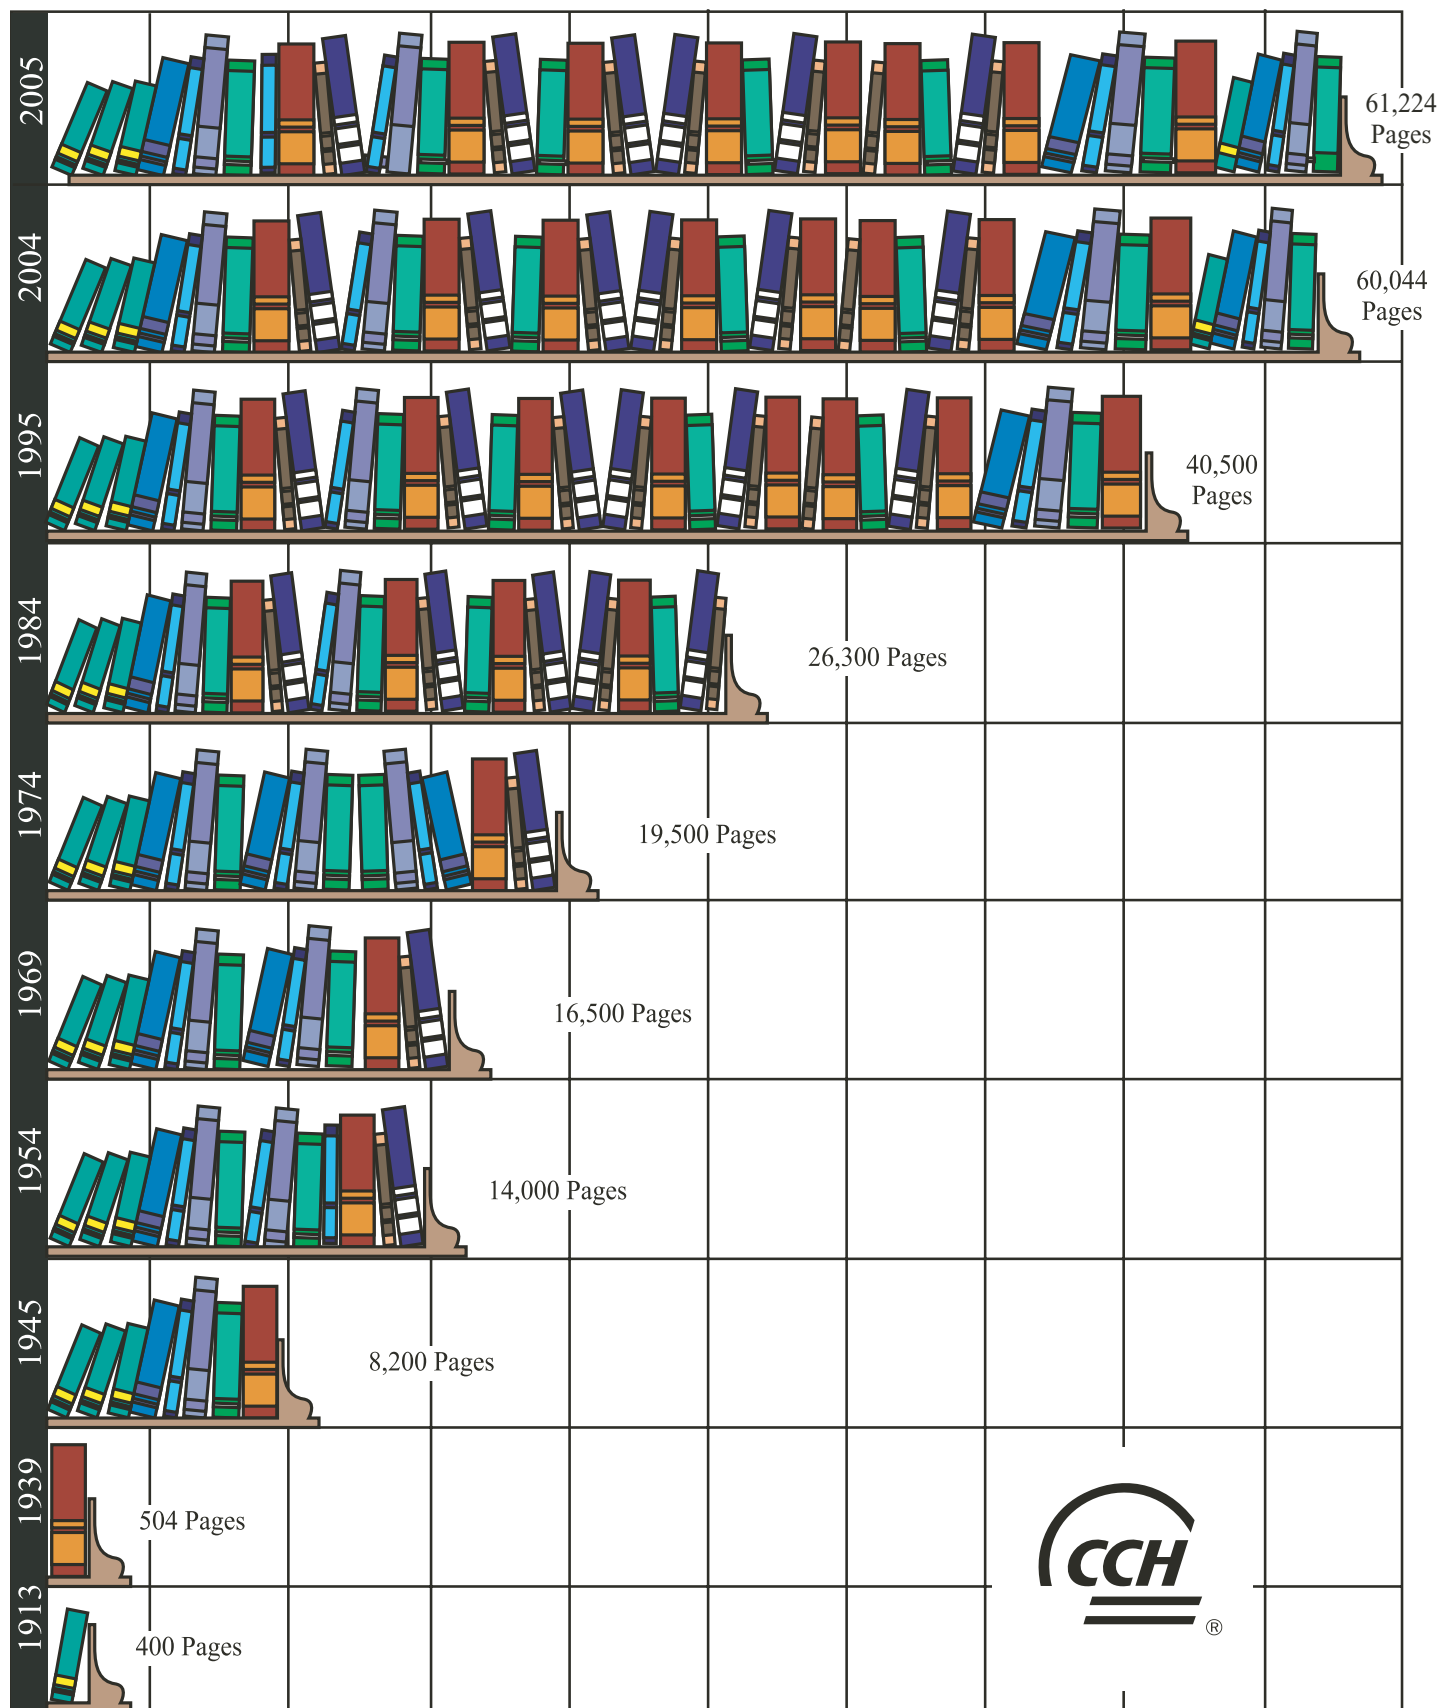 2005
61,224
Pages
2004
60,044
Pages
1995
40,500
Pages
1984
26,300 Pages
1974
19,500 Pages
1969
16,500 Pages
1954
14,000 Pages
1945
8,200 Pages
1939
504 Pages
1913
400 Pages
CCH
®